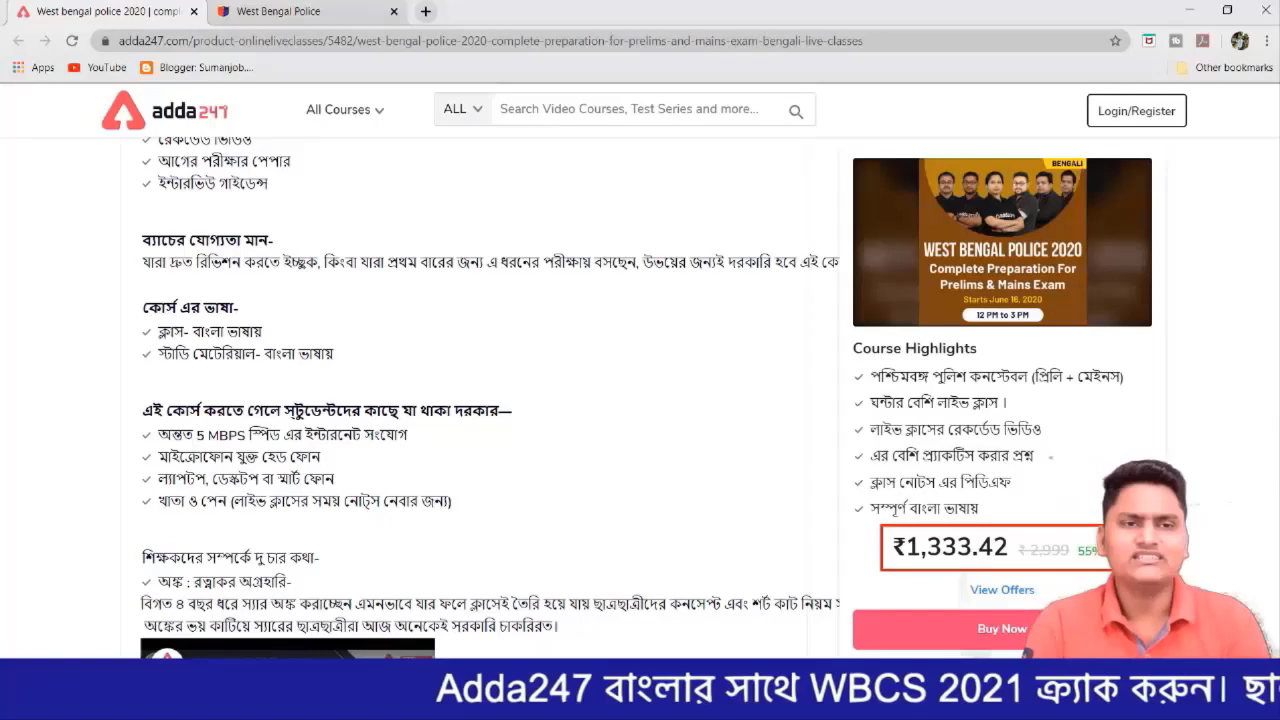 West bengal police 2020 | compl
West Bengal Police
adda247.com/product-onlineliveclasses/5482/west-bengal-police-2020-complete-preparation-for-prelims-and-mains-exam-bengali-live-classes
Apps
YouTube
Blogger: Sumanjob....
Other bookmarks
adda247
All Courses
ALL
Search Video Courses, Test Series and more...
Login/Register
রেকর্ডেড ভিডিও
আগের পরীক্ষার পেপার
ইন্টারভিউ গাইডেন্স
ব্যাচের যোগ্যতা মান-
যারা দ্রুত রিভিশন করতে ইচ্ছুক, কিংবা যারা প্রথম বারের জন্য এ ধরনের পরীক্ষায় বসছেন, উভয়ের জন্যই দরকারি হবে এই কো
কোর্স এর ভাষা-
ক্লাস- বাংলা ভাষায়
স্টাডি মেটেরিয়াল- বাংলা ভাষায়
এই কোর্স করতে গেলে স্টুডেন্টদের কাছে যা থাকা দরকার—
অন্তত 5 MBPS স্পিড এর ইন্টারনেট সংযোগ
মাইক্রোফোন যুক্ত হেড ফোন
ল্যাপটপ, ডেস্কটপ বা স্মার্ট ফোন
খাতা ও পেন (লাইভ ক্লাসের সময় নোট্স নেবার জন্য)
শিক্ষকদের সম্পর্কে দু চার কথা-
অঙ্ক : রত্নাকর অগ্রহারি-
বিগত ৪ বছর ধরে স্যার অঙ্ক করাচ্ছেন এমনভাবে যার ফলে ক্লাসেই তৈরি হয়ে যায় ছাত্রছাত্রীদের কনসেপ্ট এবং শর্ট কাট নিয়ম
অঙ্কের ভয় কাটিয়ে স্যারের ছাত্রছাত্রীরা আজ অনেকেই সরকারি চাকরিরত।
BENGALI
WEST BENGAL POLICE 2020
Complete Preparation For
Prelims & Mains Exam
Starts June 16, 2020
12 PM to 3 PM
Course Highlights
পশ্চিমবঙ্গ পুলিশ কনস্টেবল (প্রিলি + মেইনস)
ঘন্টার বেশি লাইভ ক্লাস ।
লাইভ ক্লাসের রেকর্ডেড ভিডিও
এর বেশি প্র্যাকটিস করার প্রশ্ন
ক্লাস নোটস এর পিডিএফ
সম্পূর্ণ বাংলা ভাষায়
₹1,333.42 ₹ 2,999 55%
View Offers
Buy Now
Adda247 বাংলার সাথে WBCS 2021 ক্র্যাক করুন। ছা